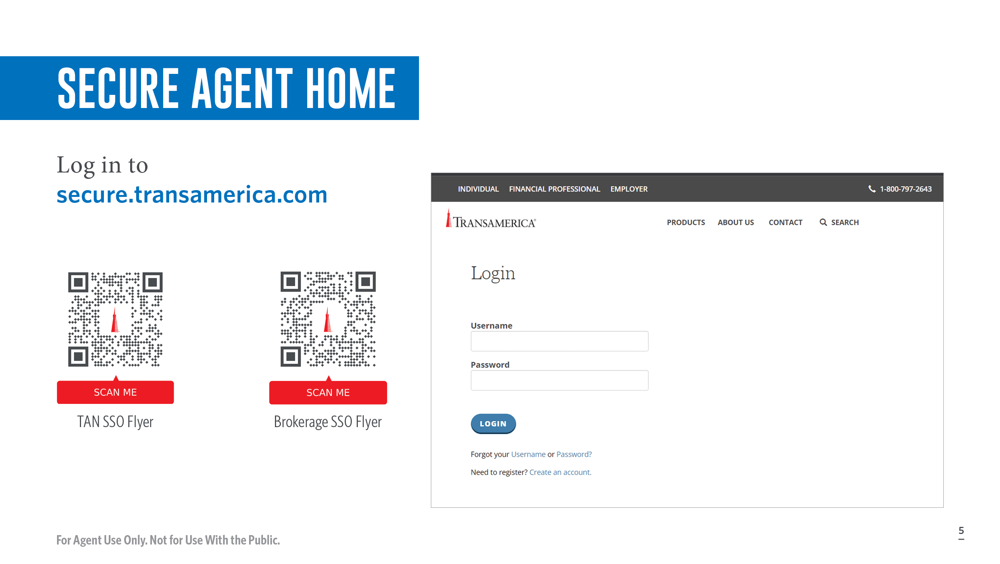 SECURE AGENT HOME
Log in to
secure.transamerica.com
SCAN ME
TAN SSO Flyer
SCAN ME
Brokerage SSO Flyer
INDIVIDUAL FINANCIAL PROFESSIONAL EMPLOYER 1-800-797-2643
TRANSAMERICA® PRODUCTS ABOUT US CONTACT SEARCH
Login
Username
Password
LOGIN
Forgot your Username or Password?
Need to register? Create an account.
For Agent Use Only. Not for Use With the Public.
5